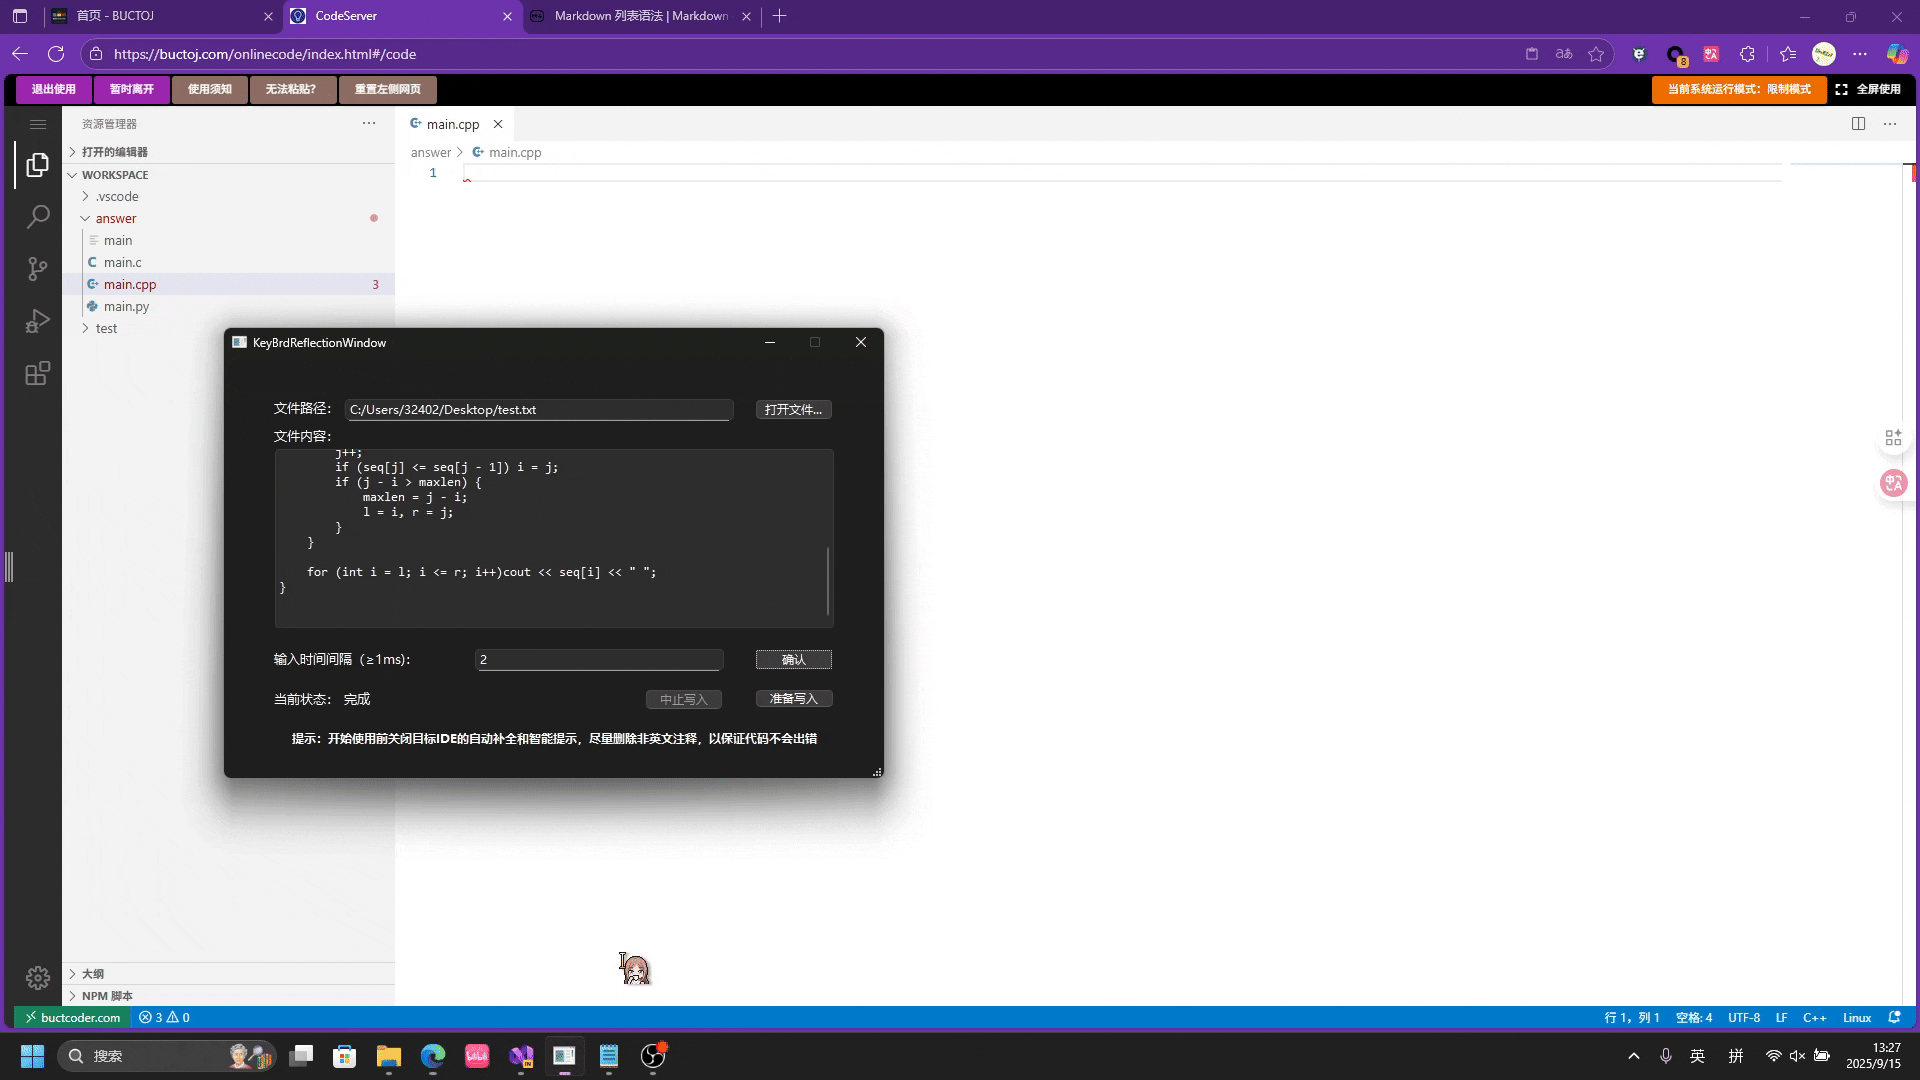 首页 - BUCTOJ
CodeServer
Markdown 列表语法 | Markdown
https://buctoj.com/onlinecode/index.html#/code
8
退出使用
暂时离开
使用须知
无法粘贴?
重置左侧网页
当前系统运行模式：限制模式
全屏使用
资源管理器
main.cpp
打开的编辑器
answer > main.cpp
WORKSPACE
1
.vscode
answer
main
main.c
main.cpp
3
main.py
test
KeyBrdReflectionWindow
文件路径：
C:/Users/32402/Desktop/test.txt
打开文件...
文件内容：
j++;
if (seq[j] <= seq[j - 1]) i = j;
if (j - i > maxlen) {
maxlen = j - i;
l = i, r = j;
}
}
for (int i = l; i <= r; i++)cout << seq[i] << " ";
}
输入时间间隔（≥1ms）：
2
确认
当前状态：
完成
中止写入
准备写入
提示：开始使用前关闭目标IDE的自动补全和智能提示，尽量删除非英文注释，以保证代码不会出错
大纲
NPM 脚本
buctcoder.com
3
0
行 1，列 1
空格: 4
UTF-8
LF
C++
Linux
搜索
英
拼
13:27
2025/9/15